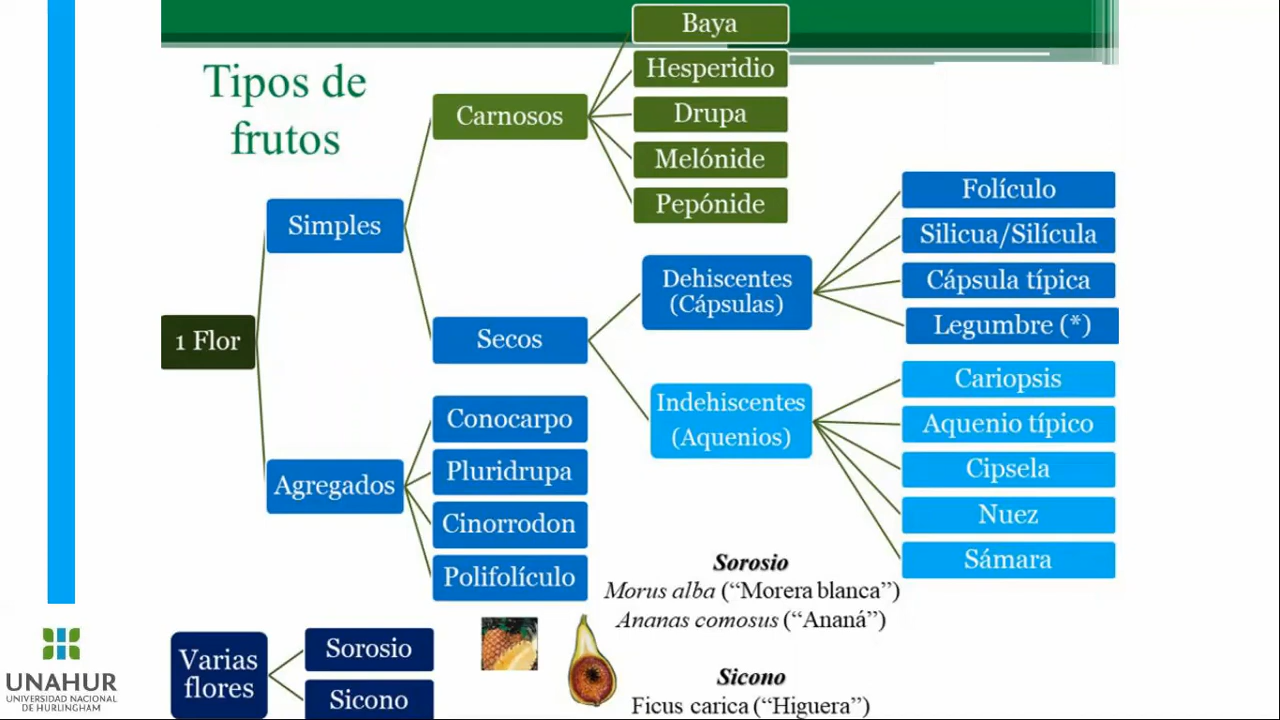 Tipos de
frutos
1 Flor
Simples
Carnosos
Baya
Hesperidio
Drupa
Melónide
Pepónide
Secos
Dehiscentes
(Cápsulas)
Folículo
Silicua/Silícula
Cápsula típica
Legumbre (*)
Indehiscentes
(Aquenios)
Cariopsis
Aquenio típico
Cipsela
Nuez
Sámara
Agregados
Conocarpo
Pluridrupa
Cinorrodon
Polifolículo
Varias
flores
Sorosio
Sicono
Sorosio
Morus alba (“Morera blanca”)
Ananas comosus (“Ananá”)
Sicono
Ficus carica (“Higuera”)
UNAHUR
UNIVERSIDAD NACIONAL
DE HURLINGHAM